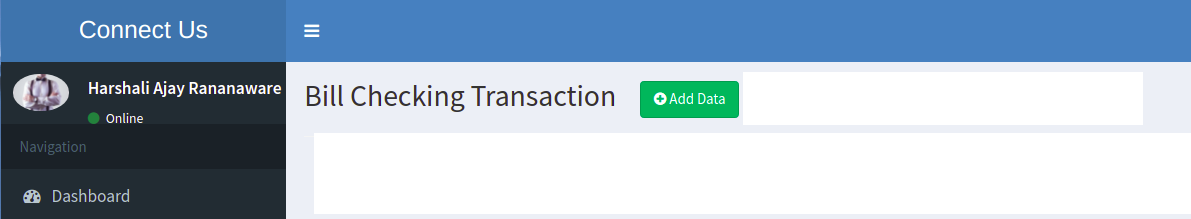 Connect Us
Harshali Ajay Rananaware
Online
Navigation
Dashboard
Bill Checking Transaction
Add Data